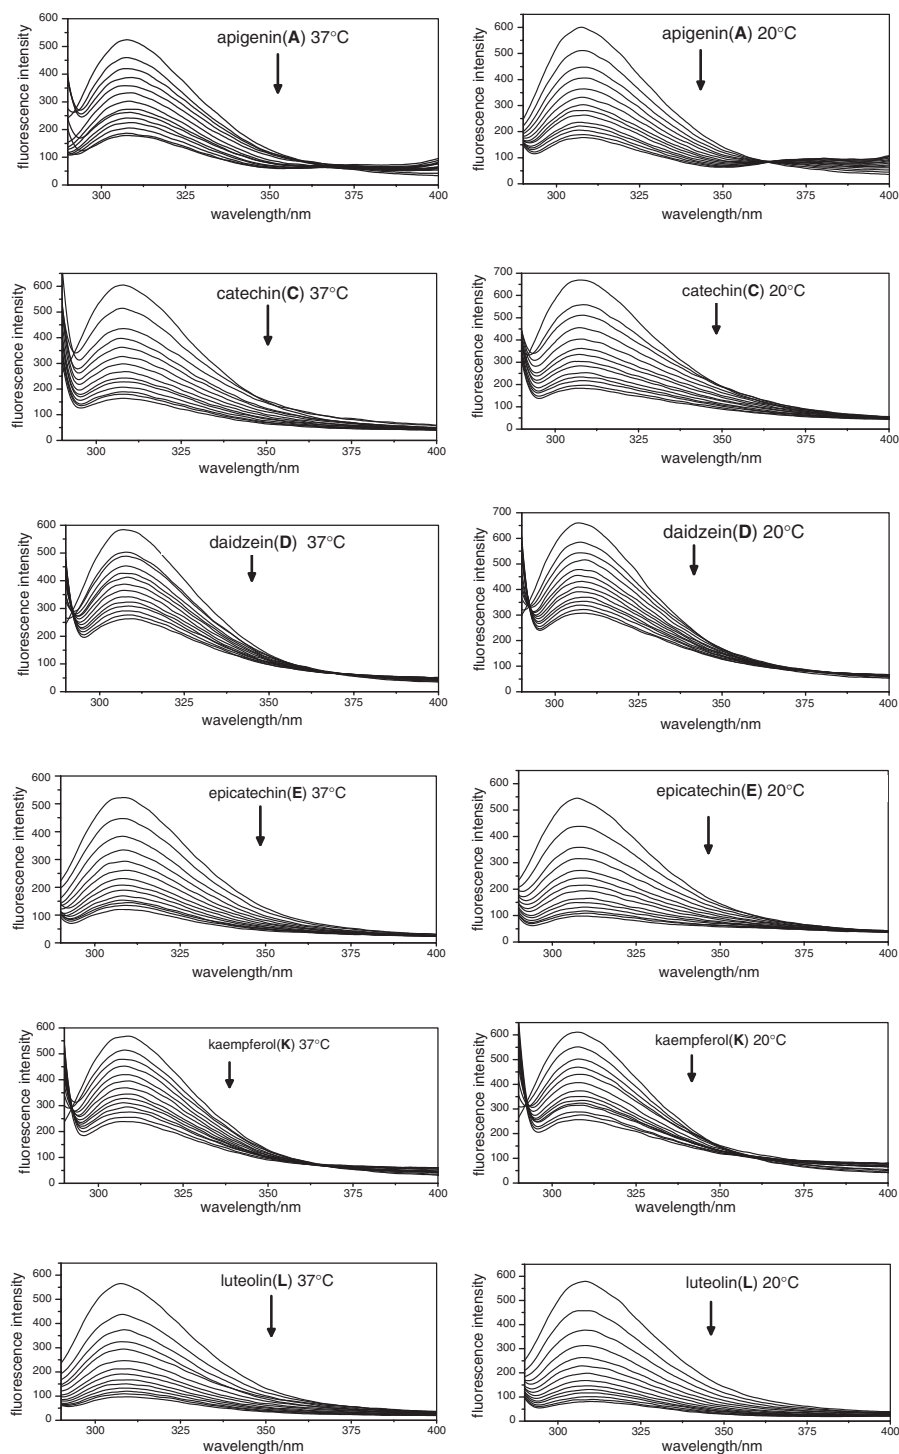 apigenin(A) 37°C
fluorescence intensity
600
500
400
300
200
100
0
300 325 350 375 400
wavelength/nm
apigenin(A) 20°C
fluorescence intensity
600
500
400
300
200
100
0
300 325 350 375 400
wavelength/nm
catechin(C) 37°C
fluorescence intensity
600
500
400
300
200
100
0
300 325 350 375 400
wavelength/nm
catechin(C) 20°C
fluorescence intensity
700
600
500
400
300
200
100
0
300 325 350 375 400
wavelength/nm
daidzein(D) 37°C
fluorescence intensity
600
500
400
300
200
100
0
300 325 350 375 400
wavelength/nm
daidzein(D) 20°C
fluorescence intensity
700
600
500
400
300
200
100
0
300 325 350 375 400
wavelength/nm
epicatechin(E) 37°C
fluorescence intensity
600
500
400
300
200
100
0
300 325 350 375 400
wavelength/nm
epicatechin(E) 20°C
fluorescence intensity
600
500
400
300
200
100
0
300 325 350 375 400
wavelength/nm
kaempferol(K) 37°C
fluorescence intensity
600
500
400
300
200
100
0
300 325 350 375 400
wavelength/nm
kaempferol(K) 20°C
fluorescence intensity
600
500
400
300
200
100
0
300 325 350 375 400
wavelength/nm
luteolin(L) 37°C
fluorescence intensity
600
500
400
300
200
100
0
300 325 350 375 400
wavelength/nm
luteolin(L) 20°C
fluorescence intensity
600
500
400
300
200
100
0
300 325 350 375 400
wavelength/nm